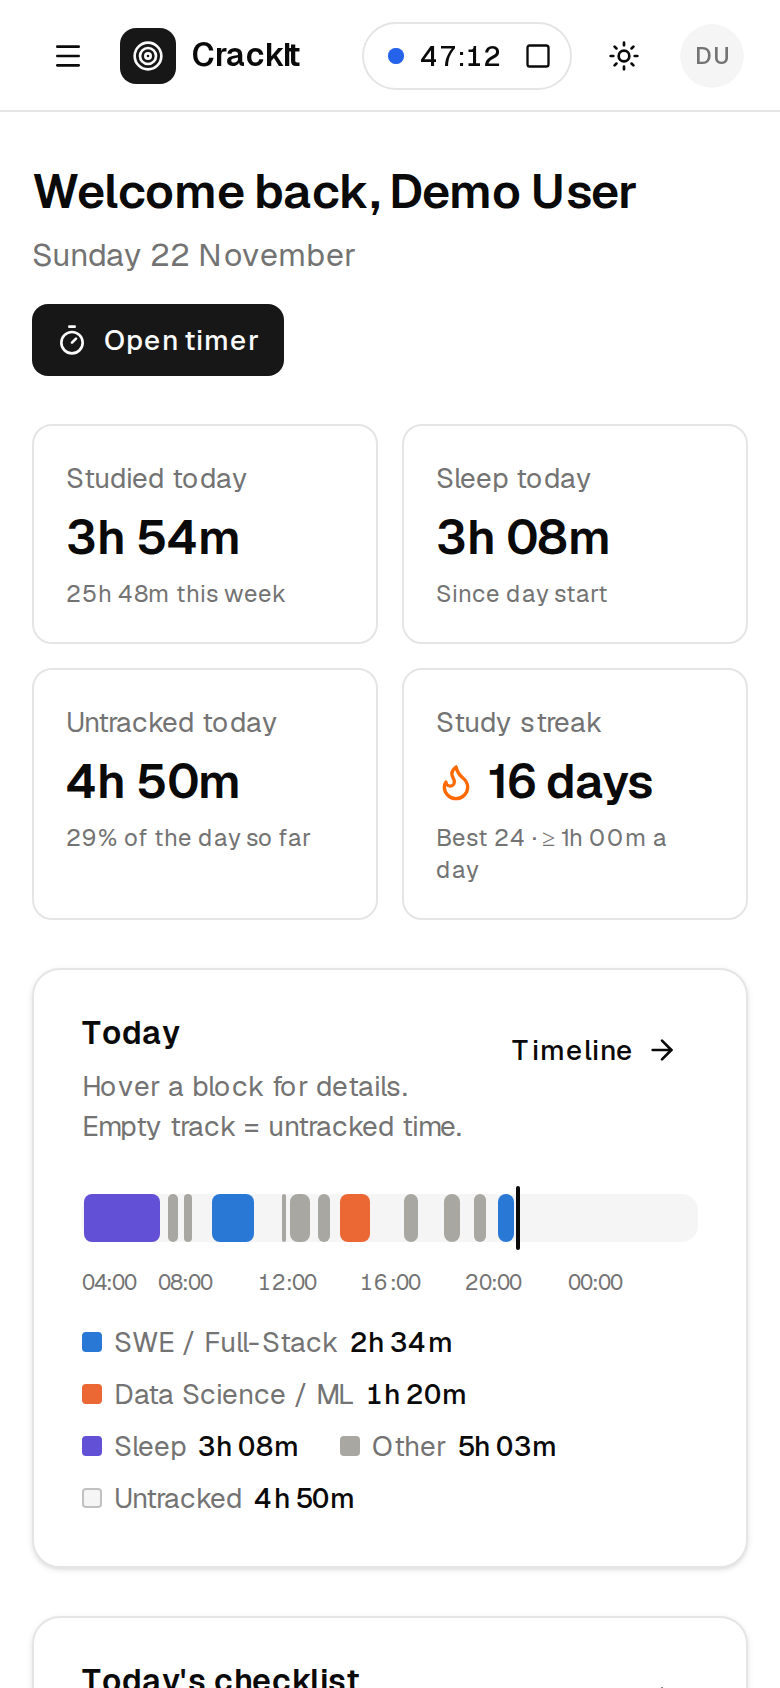 CrackIt
47:12
DU
Welcome back, Demo User
Sunday 22 November
Open timer
Studied today
3h 54m
25h 48m this week
Sleep today
3h 08m
Since day start
Untracked today
4h 50m
29% of the day so far
Study streak
16 days
Best 24 · ≥ 1h 00m a
day
Today
Timeline
Hover a block for details.
Empty track = untracked time.
04:00 08:00 12:00 16:00 20:00 00:00
SWE / Full-Stack 2h 34m
Data Science / ML 1h 20m
Sleep 3h 08m Other 5h 03m
Untracked 4h 50m
Today's checklist